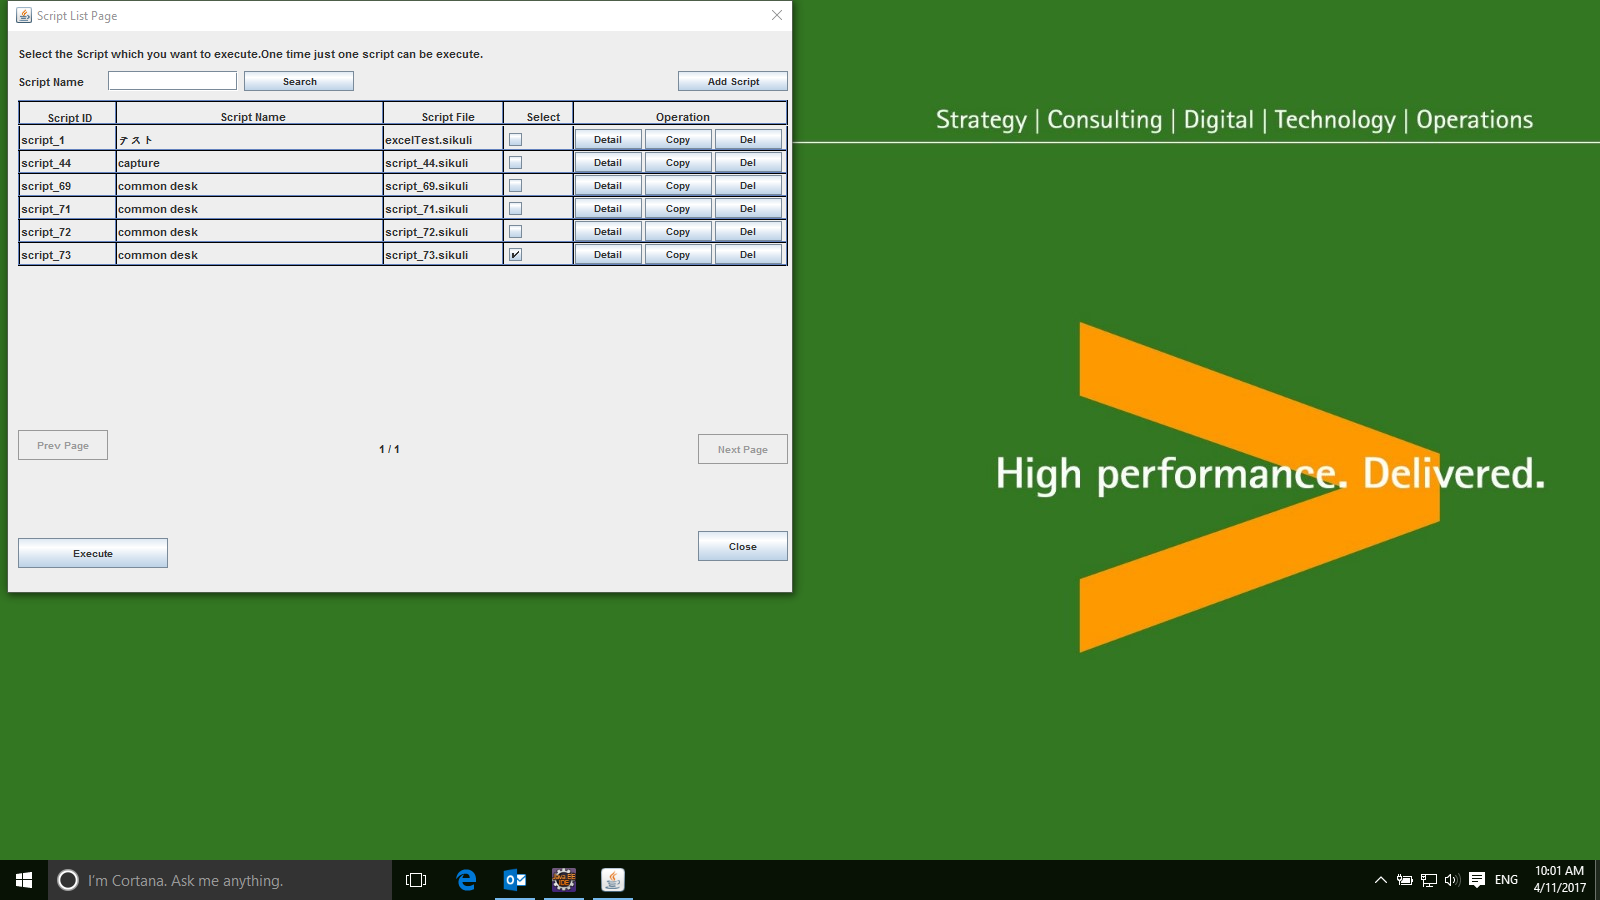 Script List Page
Select the Script which you want to execute.One time just one script can be execute.
Script Name Search Add Script
Script ID Script Name Script File Select Operation
script_1 テスト excelTest.sikuli Detail Copy Del
script_44 capture script_44.sikuli Detail Copy Del
script_69 common desk script_69.sikuli Detail Copy Del
script_71 common desk script_71.sikuli Detail Copy Del
script_72 common desk script_72.sikuli Detail Copy Del
script_73 common desk script_73.sikuli Detail Copy Del
Prev Page 1 / 1 Next Page
Execute Close
Strategy | Consulting | Digital | Technology | Operations
High performance. Delivered.
I'm Cortana. Ask me anything.
ENG
10:01 AM
4/11/2017